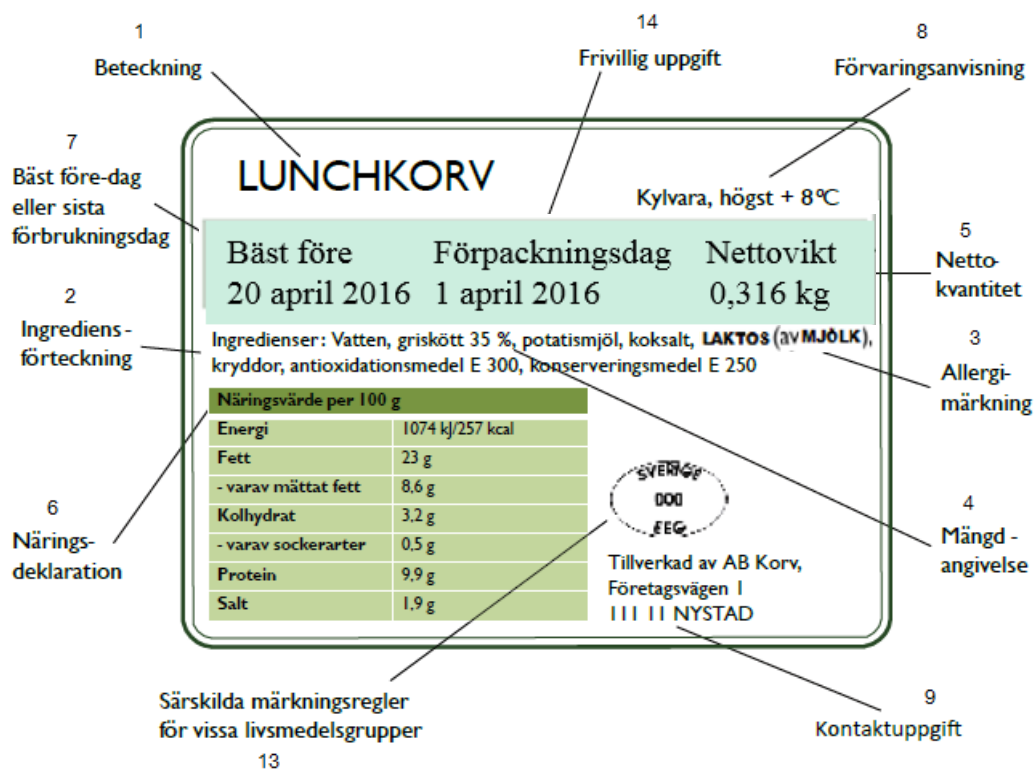 1
Beteckning
14
Frivillig uppgift
8
Förvaringsanvisning
7
Bäst före-dag
eller sista
förbrukningsdag
LUNCHKORV
Kylvara, högst + 8°C
Bäst före Förpackningsdag Nettovikt
20 april 2016 1 april 2016 0,316 kg
5
Netto-
kvantitet
2
Ingrediens-
förteckning
Ingredienser: Vatten, griskött 35 %, potatismjöl, koksalt, LAKTOS (av MJÖLK),
kryddor, antioxidationsmedel E 300, konserveringsmedel E 250
3
Allergi-
märkning
Näringsvärde per 100 g
Energi 1074 kJ/257 kcal
Fett 23 g
- varav mättat fett 8,6 g
Kolhydrat 3,2 g
- varav sockerarter 0,5 g
Protein 9,9 g
Salt 1,9 g
6
Närings-
deklaration
SVERIGE
000
EEG
4
Mängd -
angivelse
Tillverkad av AB Korv,
Företagsvägen 1
111 11 NYSTAD
Särskilda märkningsregler
för vissa livsmedelsgrupper
13
9
Kontaktuppgift